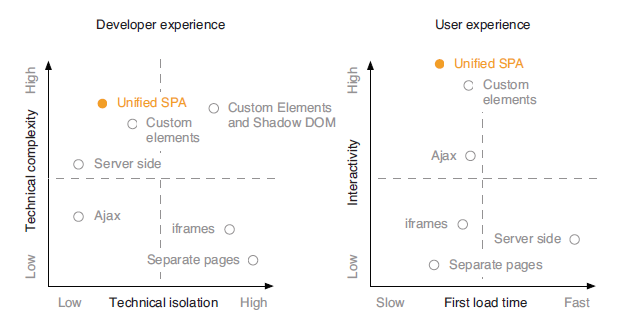 Developer experience
High
Technical complexity
Low
Unified SPA
Custom
elements
Custom Elements
and Shadow DOM
Server side
Ajax
iframes
Separate pages
Low
Technical isolation
High
User experience
High
Interactivity
Low
Unified SPA
Custom
elements
Ajax
iframes
Server side
Separate pages
Slow
First load time
Fast